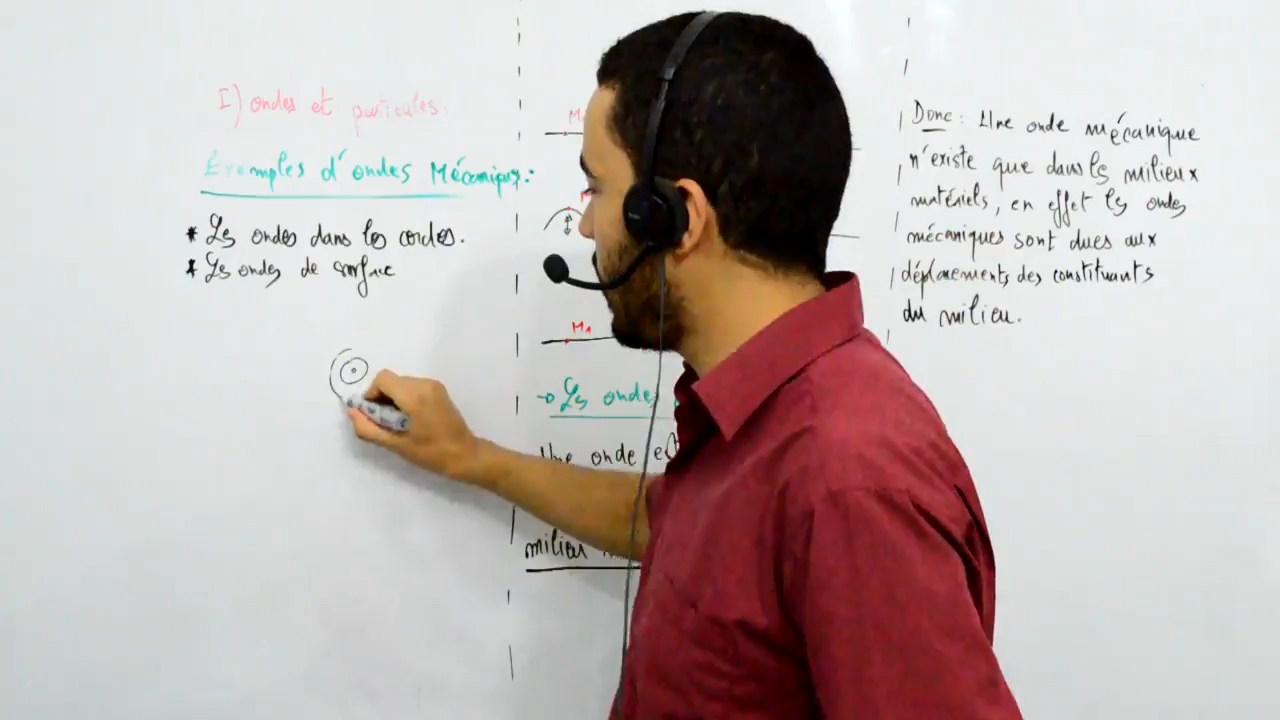 I) ondes et particules.
Exemples d'ondes Mécaniques:
* Les ondes dans les cordes.
* Les ondes de surface
M1
→ Les ondes
Une onde est
milieu
Donc : Une onde mécanique
n'existe que dans les milieux
matériels, en effet les ondes
mécaniques sont dues aux
déplacements des constituants
du milieu.